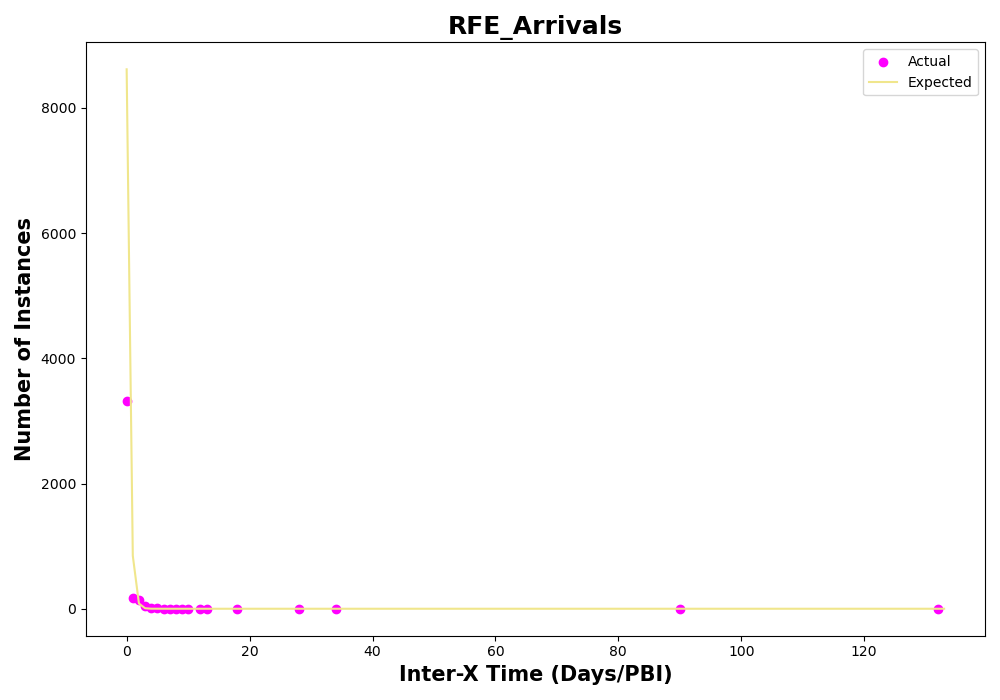 RFE_Arrivals
Actual
Expected
8000
6000
4000
2000
0
Number of Instances
0 20 40 60 80 100 120
Inter-X Time (Days/PBI)